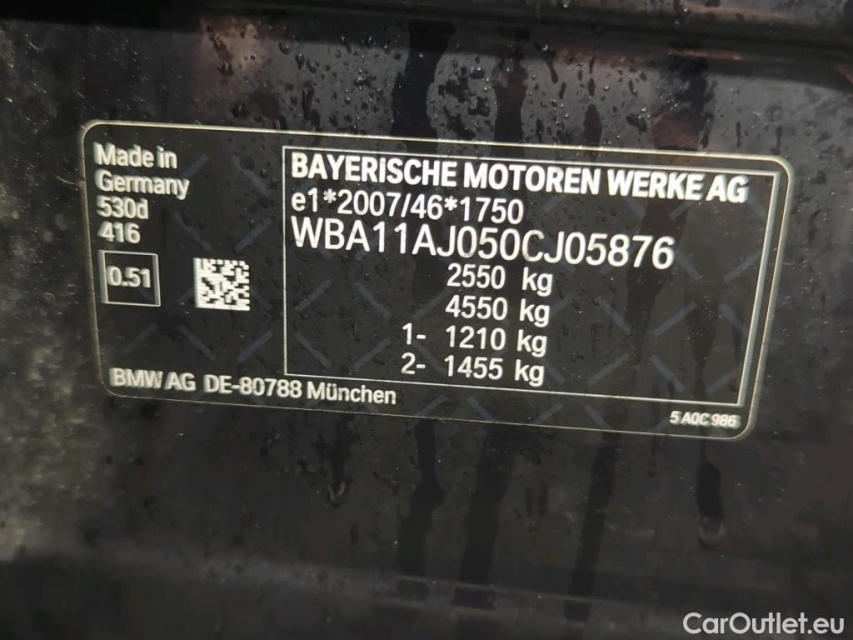 Made in
Germany
530d
416
0.51
BAYERISCHE MOTOREN WERKE AG
e1*2007/46*1750
WBA11AJ050CJ05876
2550 kg
4550 kg
1- 1210 kg
2- 1455 kg
BMW AG DE-80788 München
5 A0C 986
CarOutlet.eu